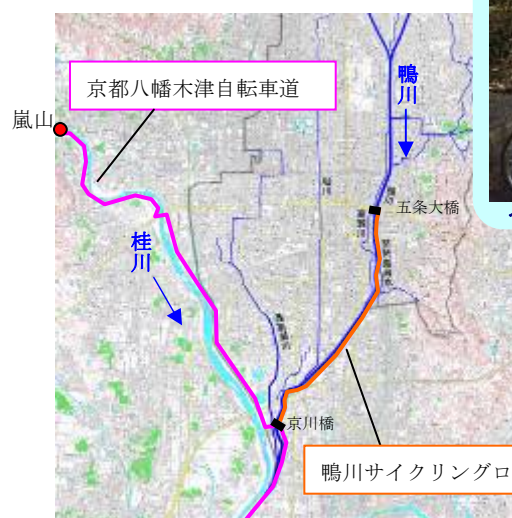 京都八幡木津自転車道
嵐山
鴨川
五条大橋
桂川
京川橋
鴨川サイクリングロ